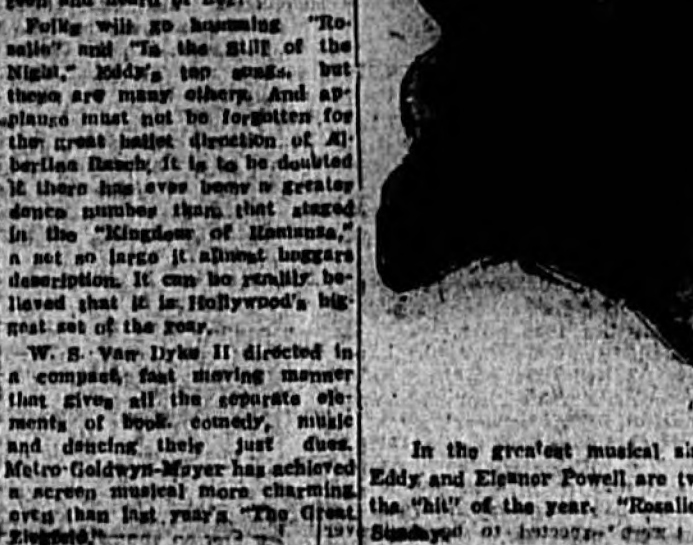 Folks will go humming "Ro-
salie" and "In the Still of the
Night," Eddy's top songs, but
there are many others. And ap-
plause must not be forgotten for
the great ballet direction of Al-
bertina Rasch. It is to be doubted
if there has ever been a greater
dance number than that staged
in the "Kingdom of Romanza,"
a set so large it almost beggars
description. It can be readily be-
lieved that it is Hollywood's big-
gest set of the year.
W. S. Van Dyke II directed in
a compact, fast moving manner
that gives all the separate ele-
ments of book, comedy, music
and dancing their just dues.
Metro-Goldwyn-Mayer has achieved
a screen musical more charming
even than last year's "The Great
Ziegfeld."
In the greatest musical
Eddy and Eleanor Powell are
the "hit" of the year. "Rosalie
Sunday.